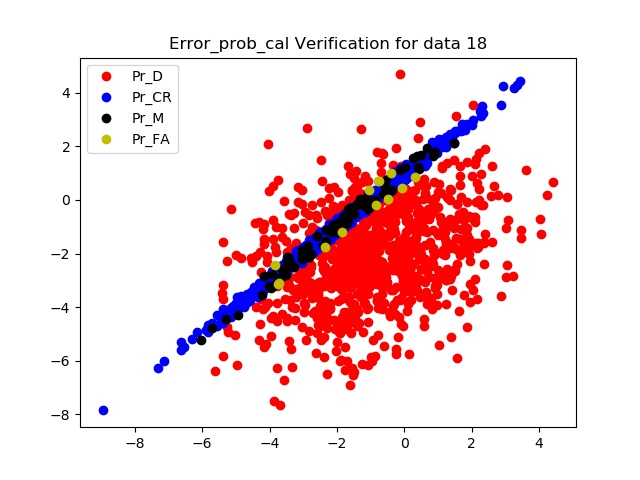 Error_prob_cal Verification for data 18
Pr_D
Pr_CR
Pr_M
Pr_FA
4
2
0
−2
−4
−6
−8
−8 −6 −4 −2 0 2 4